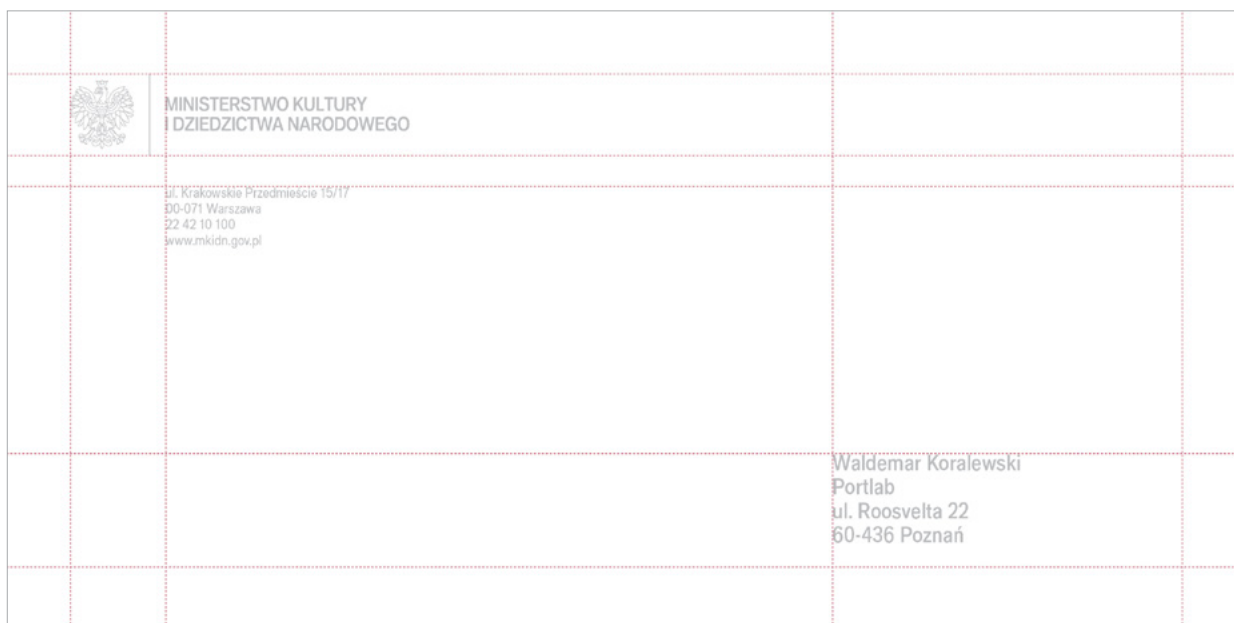 MINISTERSTWO KULTURY
I DZIEDZICTWA NARODOWEGO
ul. Krakowskie Przedmieście 15/17
00-071 Warszawa
22 42 10 100
www.mkidn.gov.pl
Waldemar Koralewski
Portlab
ul. Roosvelta 22
60-436 Poznań